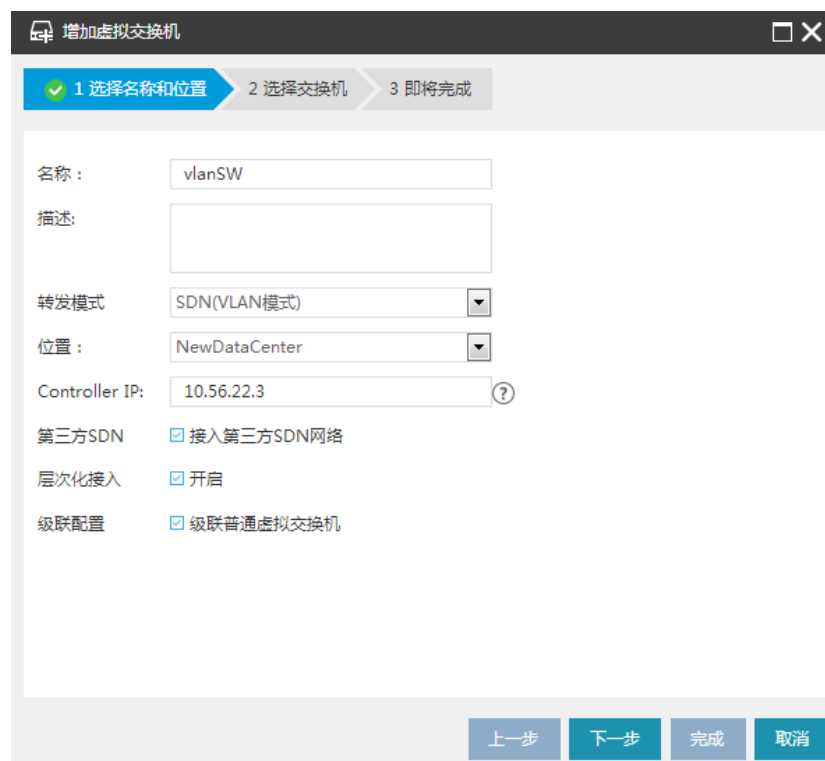 增加虚拟交换机
1 选择名称和位置 2 选择交换机 3 即将完成
名称： vlanSW
描述:
转发模式 SDN(VLAN模式)
位置： NewDataCenter
Controller IP: 10.56.22.3 ?
第三方SDN 接入第三方SDN网络
层次化接入 开启
级联配置 级联普通虚拟交换机
上一步 下一步 完成 取消